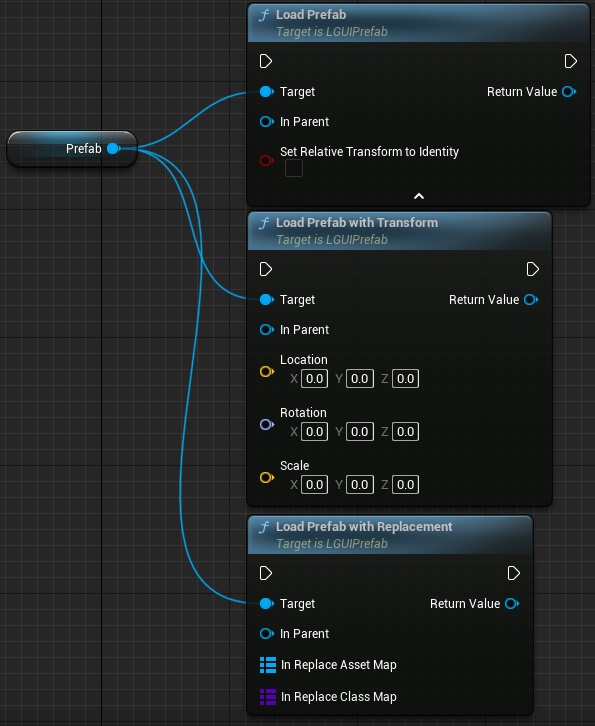 Load Prefab
Target is LGUIPrefab
Target
Return Value
In Parent
Set Relative Transform to Identity
Prefab
Load Prefab with Transform
Target is LGUIPrefab
Target
Return Value
In Parent
Location
X 0.0 Y 0.0 Z 0.0
Rotation
X 0.0 Y 0.0 Z 0.0
Scale
X 0.0 Y 0.0 Z 0.0
Load Prefab with Replacement
Target is LGUIPrefab
Target
Return Value
In Parent
In Replace Asset Map
In Replace Class Map